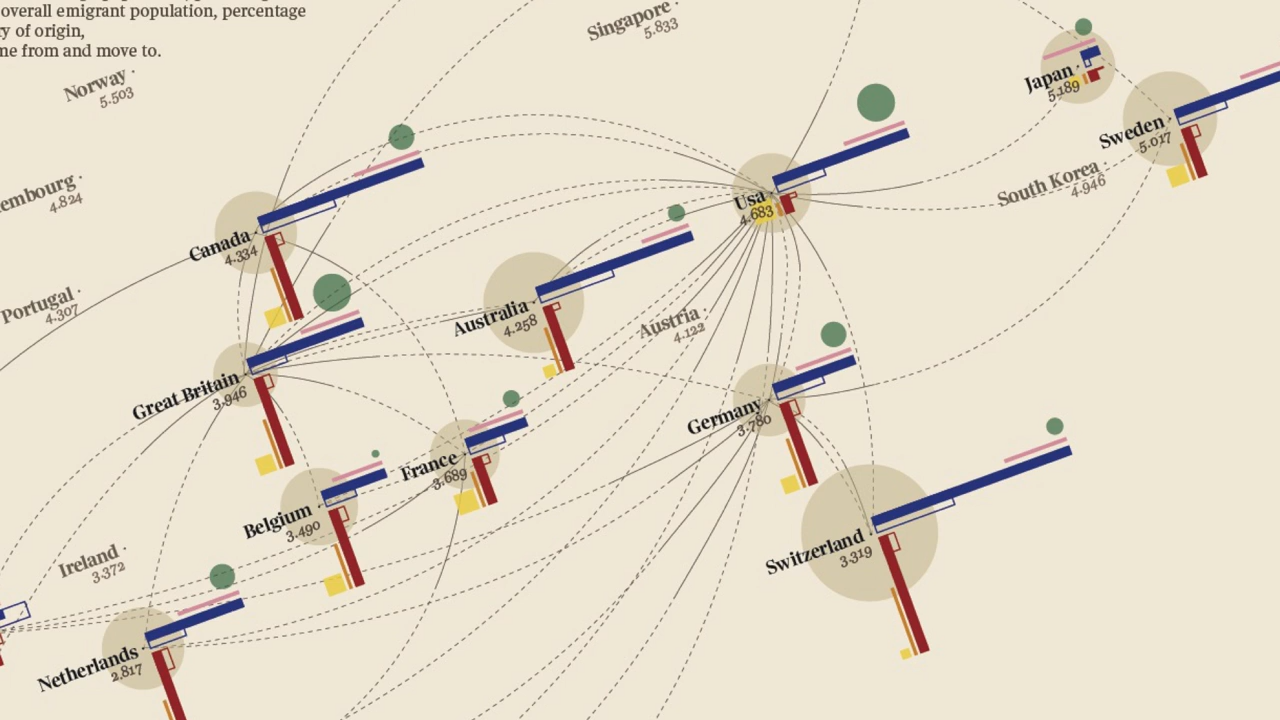 overall emigrant population, percentage
ry of origin,
ne from and move to.
Singapore
5.833
Norway
5.503
Japan
5.189
Sweden
5.017
embourg
4.824
South Korea
4.946
Usa
4.683
Canada
4.334
Portugal
4.307
Australia
4.258
Austria
4.122
Great Britain
3.946
Germany
3.780
France
3.689
Belgium
3.490
Switzerland
3.319
Ireland
3.372
Netherlands
2.817